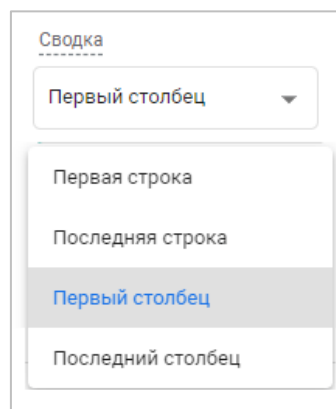 Сводка
Первый столбец
Первая строка
Последняя строка
Первый столбец
Последний столбец